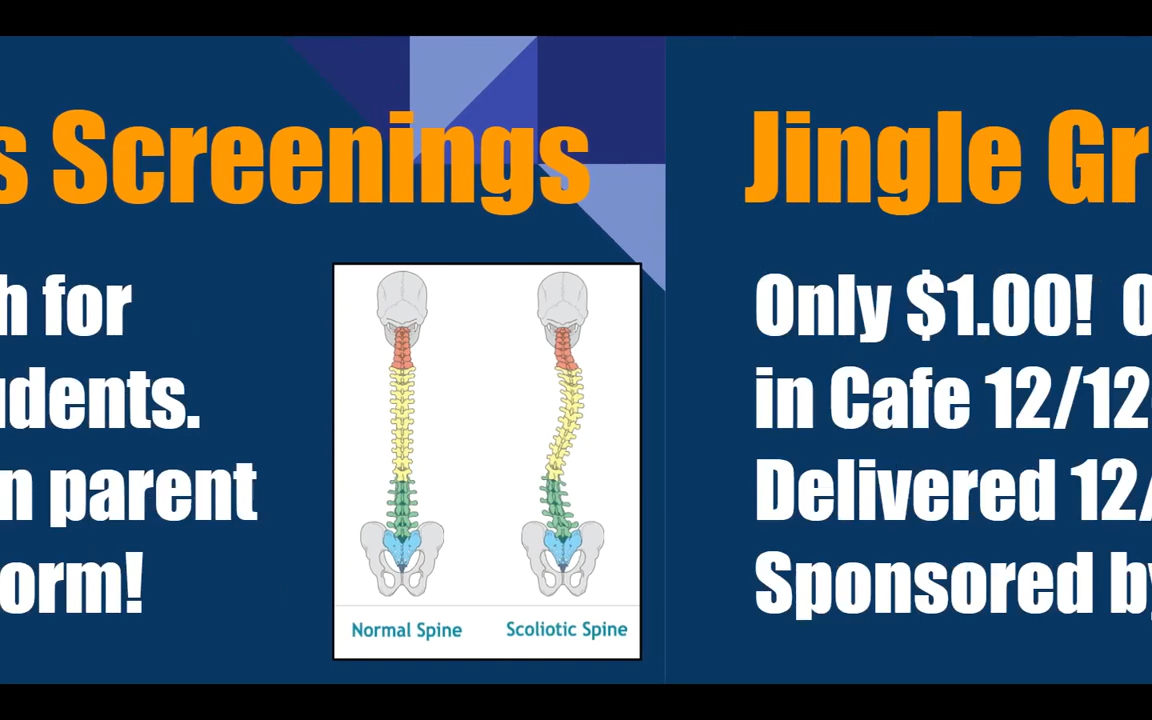 s Screenings
h for
udents.
n parent
orm!
Normal Spine
Scoliotic Spine
Jingle Gr
Only $1.00! O
in Cafe 12/12
Delivered 12/
Sponsored by